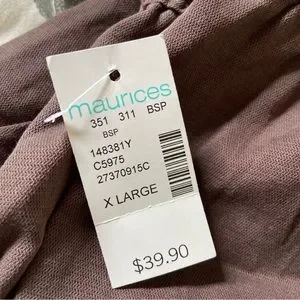 maurices
351 311 BSP
BSP
148381Y
C5975
27370915C
X LARGE
$39.90